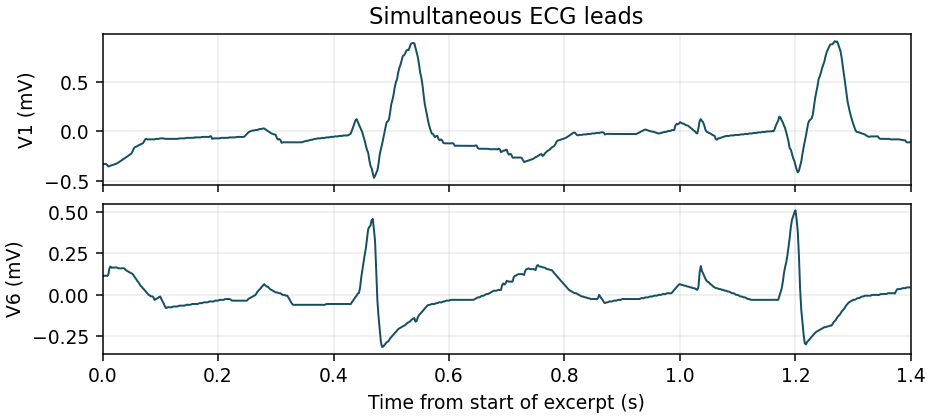 Simultaneous ECG leads
V1 (mV)
0.5
0.0
−0.5
V6 (mV)
0.50
0.25
0.00
−0.25
0.0 0.2 0.4 0.6 0.8 1.0 1.2 1.4
Time from start of excerpt (s)